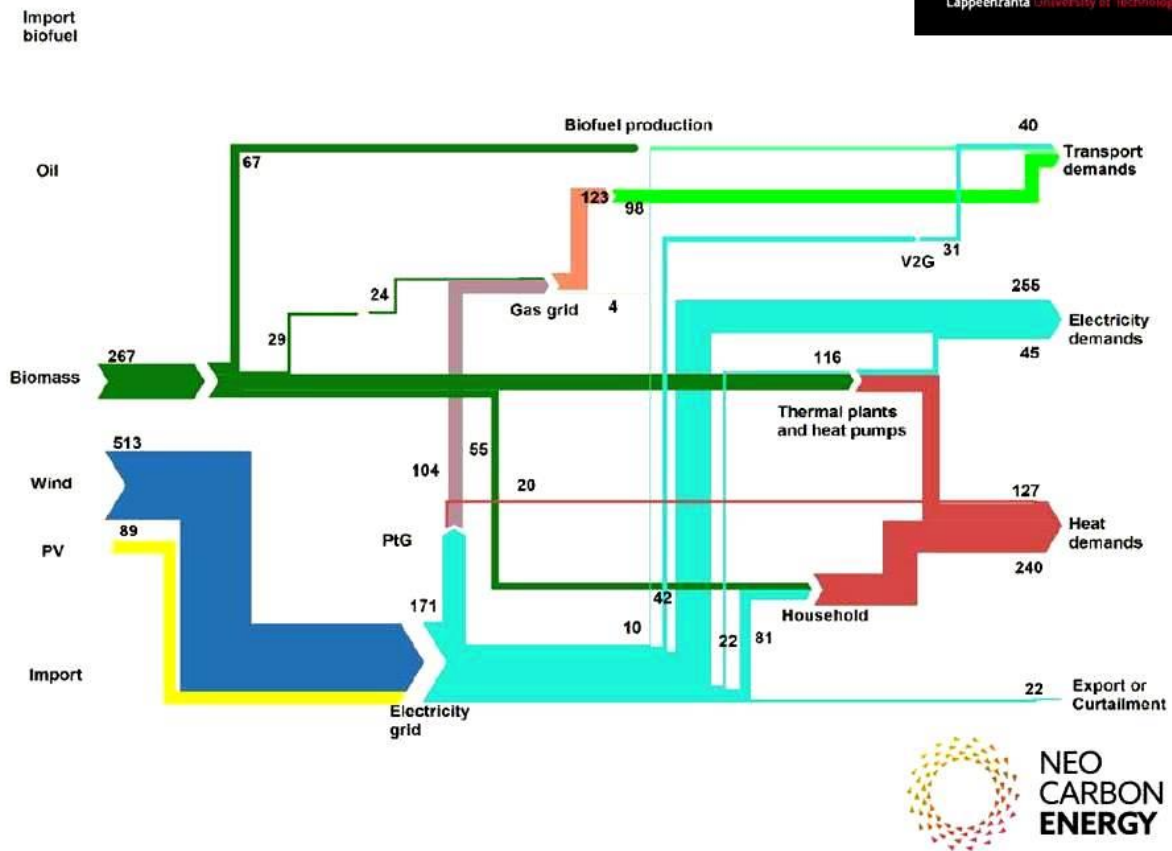 Lappeenranta University of Technology
Import
biofuel
Biofuel production
40
67
Transport
demands
Oil
123
98
31
V2G
24
255
Gas grid
4
Electricity
demands
29
267
116
45
Biomass
Thermal plants
and heat pumps
513
55
104
20
127
Wind
89
PV
PtG
Heat
demands
240
171
42
Household
10
22
81
Import
22
Export or
Curtailment
Electricity
grid
NEO
CARBON
ENERGY